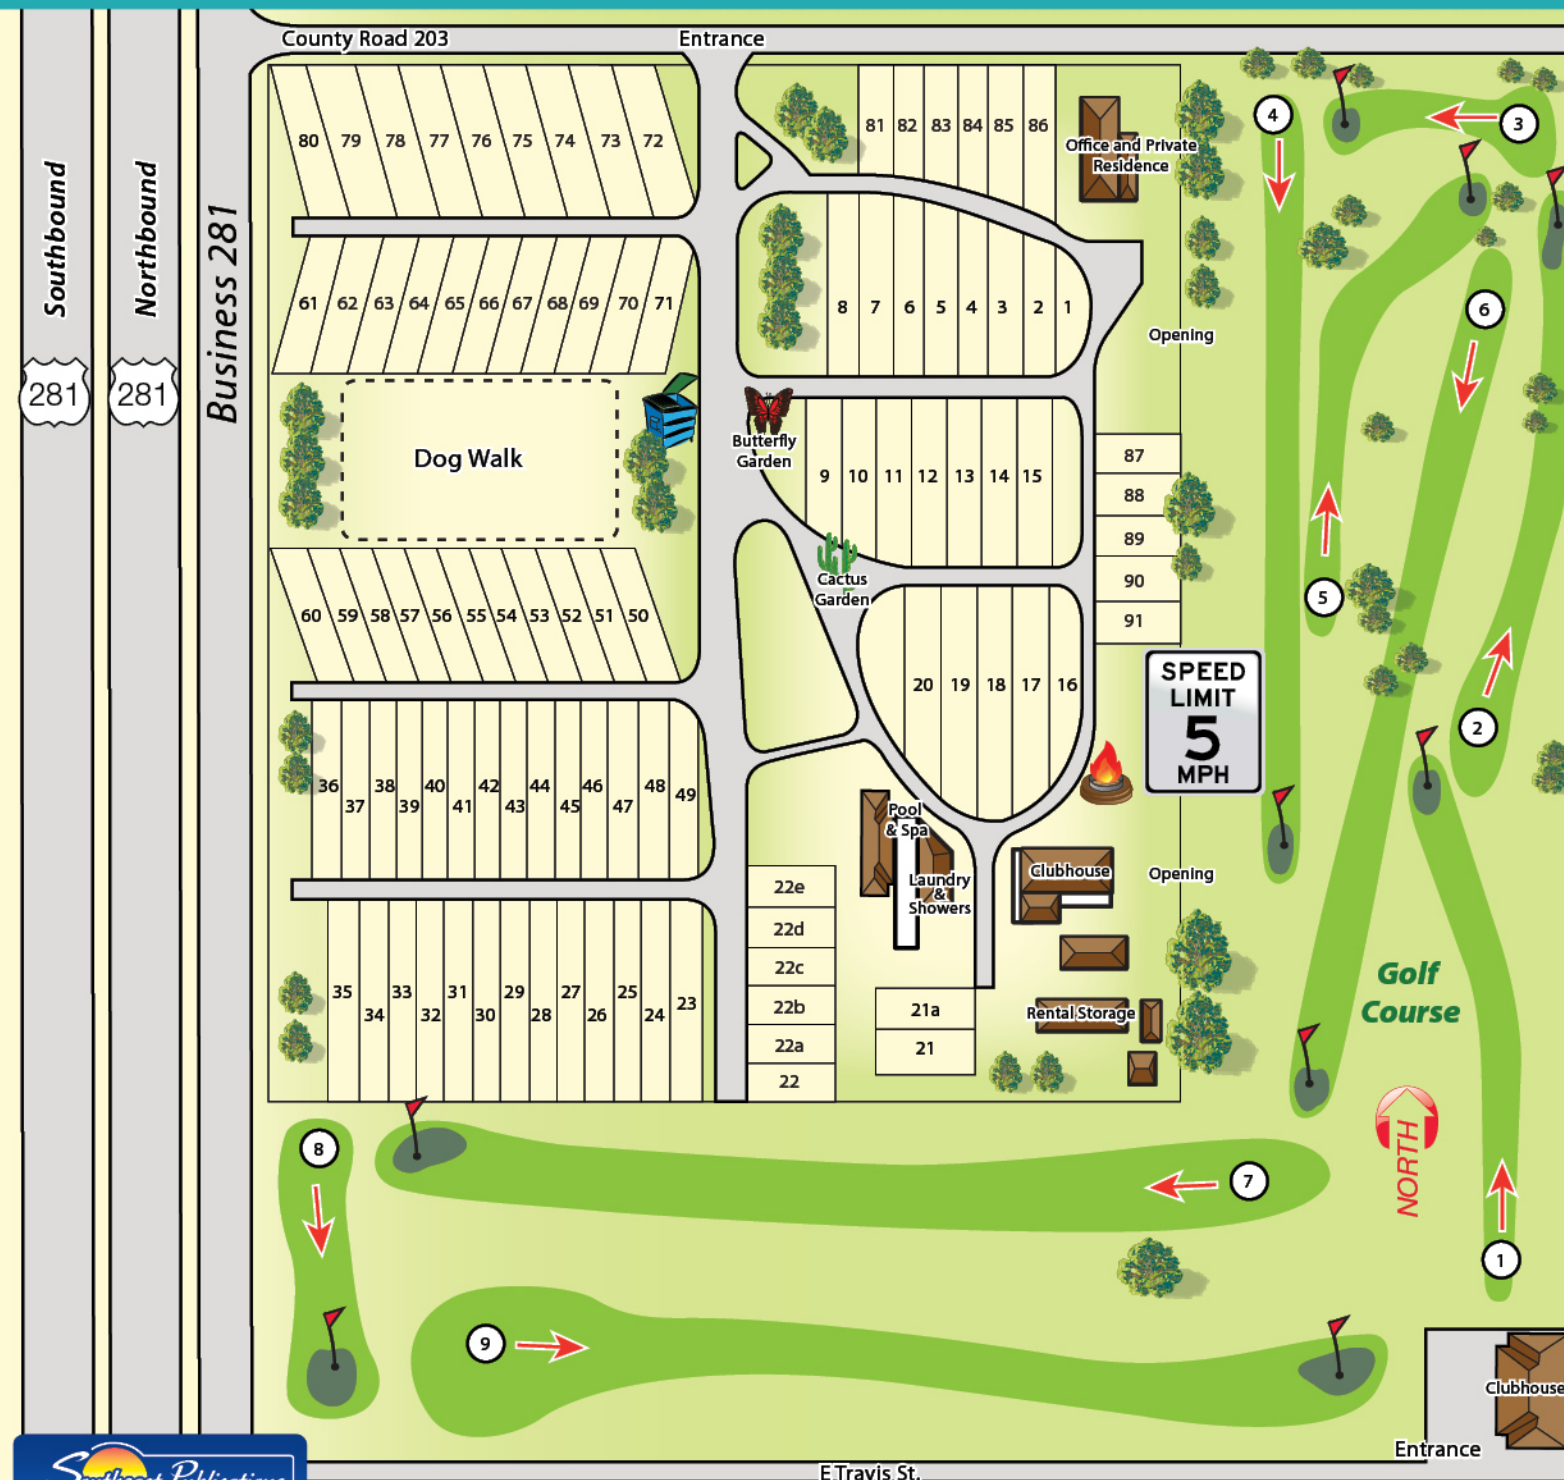 County Road 203
Entrance
Southbound
Northbound
Business 281
281
281
80 79 78 77 76 75 74 73 72
81 82 83 84 85 86
Office and Private
Residence
4
3
61 62 63 64 65 66 67 68 69 70 71
8 7 6 5 4 3 2 1
Opening
6
Dog Walk
Butterfly
Garden
9 10 11 12 13 14 15
87
88
89
90
91
Cactus
Garden
5
60 59 58 57 56 55 54 53 52 51 50
20 19 18 17 16
SPEED
LIMIT
5
MPH
2
36 37 38 39 40 41 42 43 44 45 46 47 48 49
Pool
& Spa
Laundry
&
Showers
Clubhouse
Opening
22e
22d
22c
22b
22a
22
35 34 33 32 31 30 29 28 27 26 25 24 23
21a
21
Rental Storage
Golf
Course
NORTH
8
7
1
9
Clubhouse
Entrance
E Travis St.
Southeast Publications